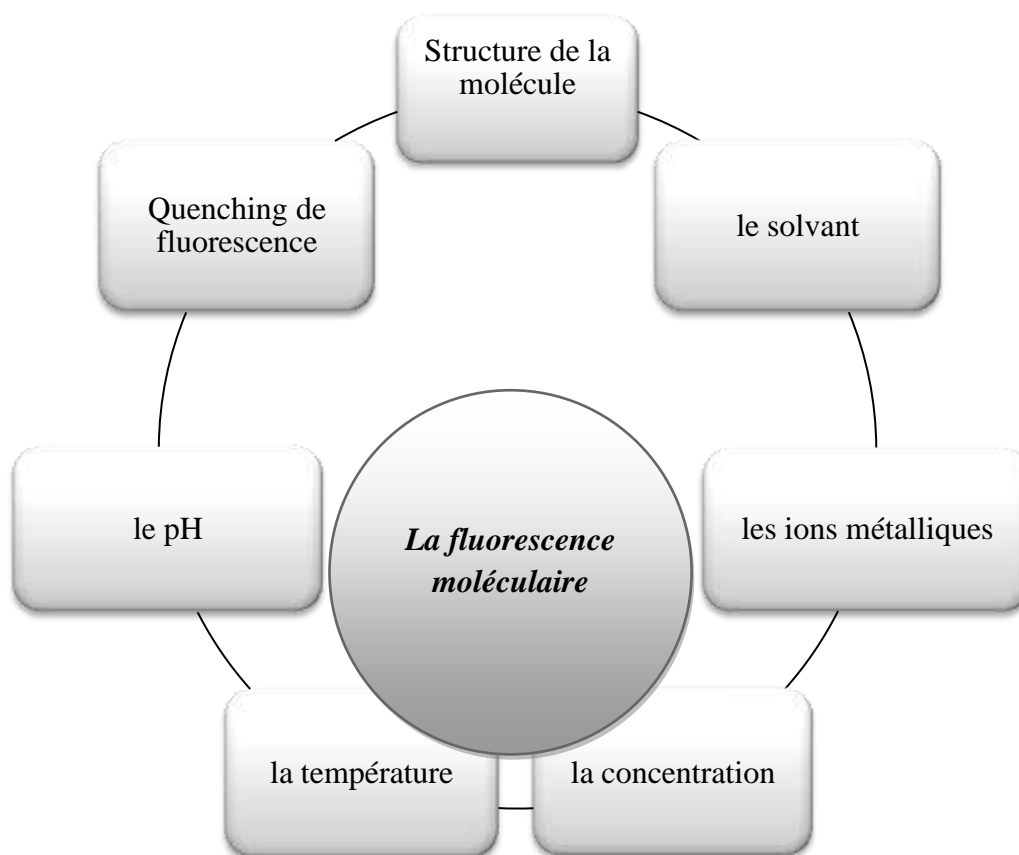 Structure de la
molécule
le solvant
les ions métalliques
la concentration
la température
le pH
Quenching de
fluorescence
La fluorescence
moléculaire